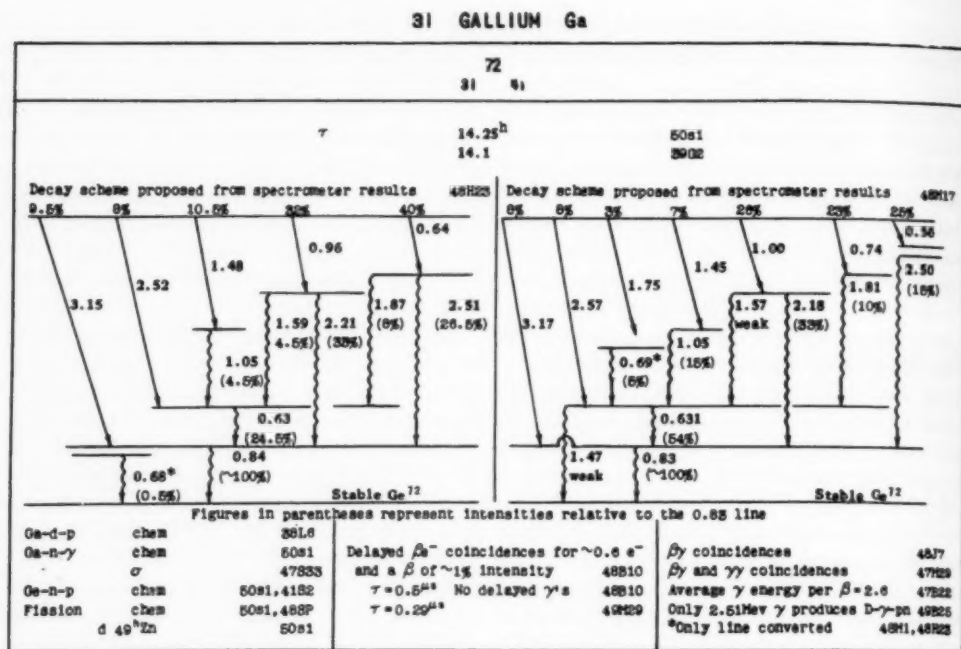 31 GALLIUM Ga
72
31 41
τ 14.25h 50s1
14.1 39G2
Decay scheme proposed from spectrometer results 48H23
9.5% 8% 10.5% 32% 40%
0.64
0.96
1.48
2.52
3.15
1.87
(8%)
2.51
(26.5%)
1.59
4.5%)
2.21
(33%)
1.05
(4.5%)
0.63
(24.5%)
0.84
(~100%)
0.68*
(0.5%)
Stable Ge72
Decay scheme proposed from spectrometer results 48M17
8% 8% 3% 7% 28% 23% 25%
0.56
0.74
1.00
1.45
1.75
2.57
3.17
2.50
(15%)
1.81
(10%)
1.57
weak
2.18
(33%)
1.05
(15%)
0.69*
(5%)
0.631
(54%)
1.47
weak
0.83
(~100%)
Stable Ge72
Figures in parentheses represent intensities relative to the 0.83 line
Ga-d-p chem 38L6
Ga-n-γ chem 50s1
σ 47S33
Ge-n-p chem 50s1,41S2
Fission chem 50s1,48SP
d 49hZn 50s1
Delayed βe- coincidences for ~0.6 e-
and a β of ~1% intensity 48B10
τ=0.5μs No delayed γ's 48B10
τ=0.29μs 49M29
βγ coincidences 48J7
βγ and γγ coincidences 47M29
Average γ energy per β=2.6 47B22
Only 2.51Mev γ produces D-γ-pn 49B25
*Only line converted 48M1,48H23